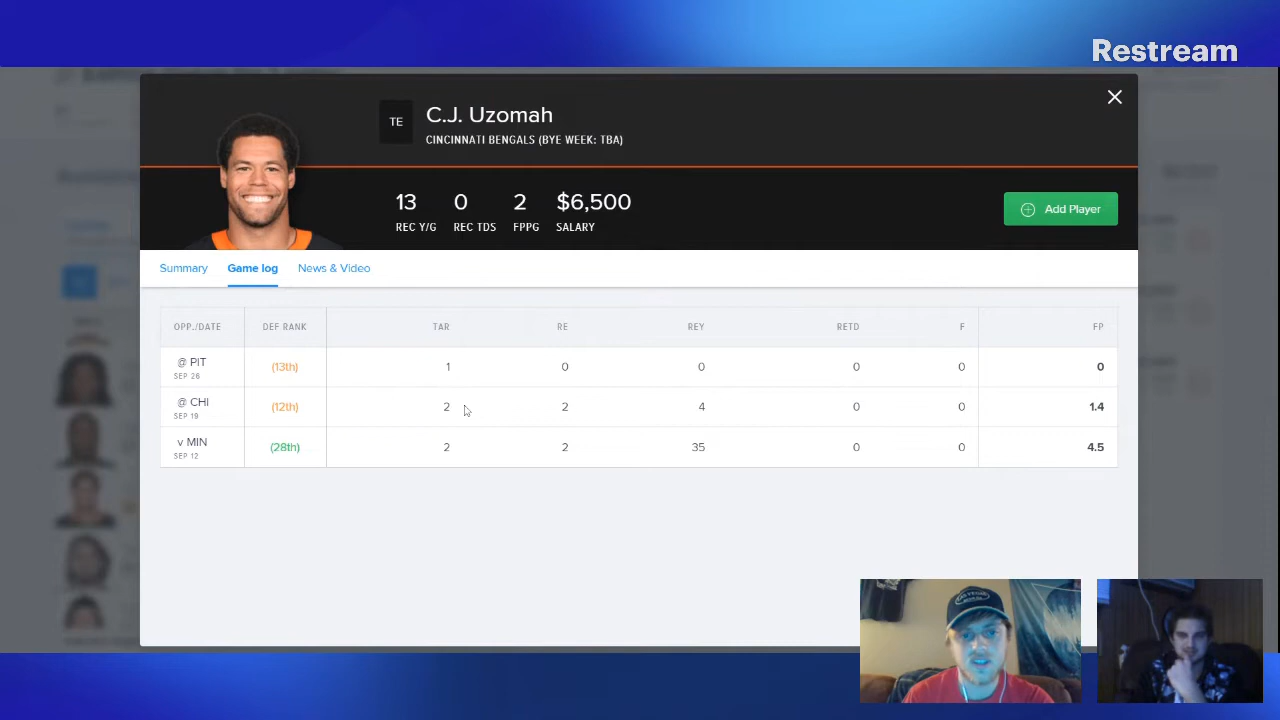 Restream
TE
C.J. Uzomah
CINCINNATI BENGALS (BYE WEEK: TBA)
13 0 2 $6,500
REC Y/G REC TDS FPPG SALARY
Add Player
Summary Game log News & Video
OPP./DATE DEF RANK TAR RE REY RETD F FP
@ PIT
SEP 26
(13th) 1 0 0 0 0 0
@ CHI
SEP 19
(12th) 2 2 4 0 0 1.4
v MIN
SEP 12
(28th) 2 2 35 0 0 4.5